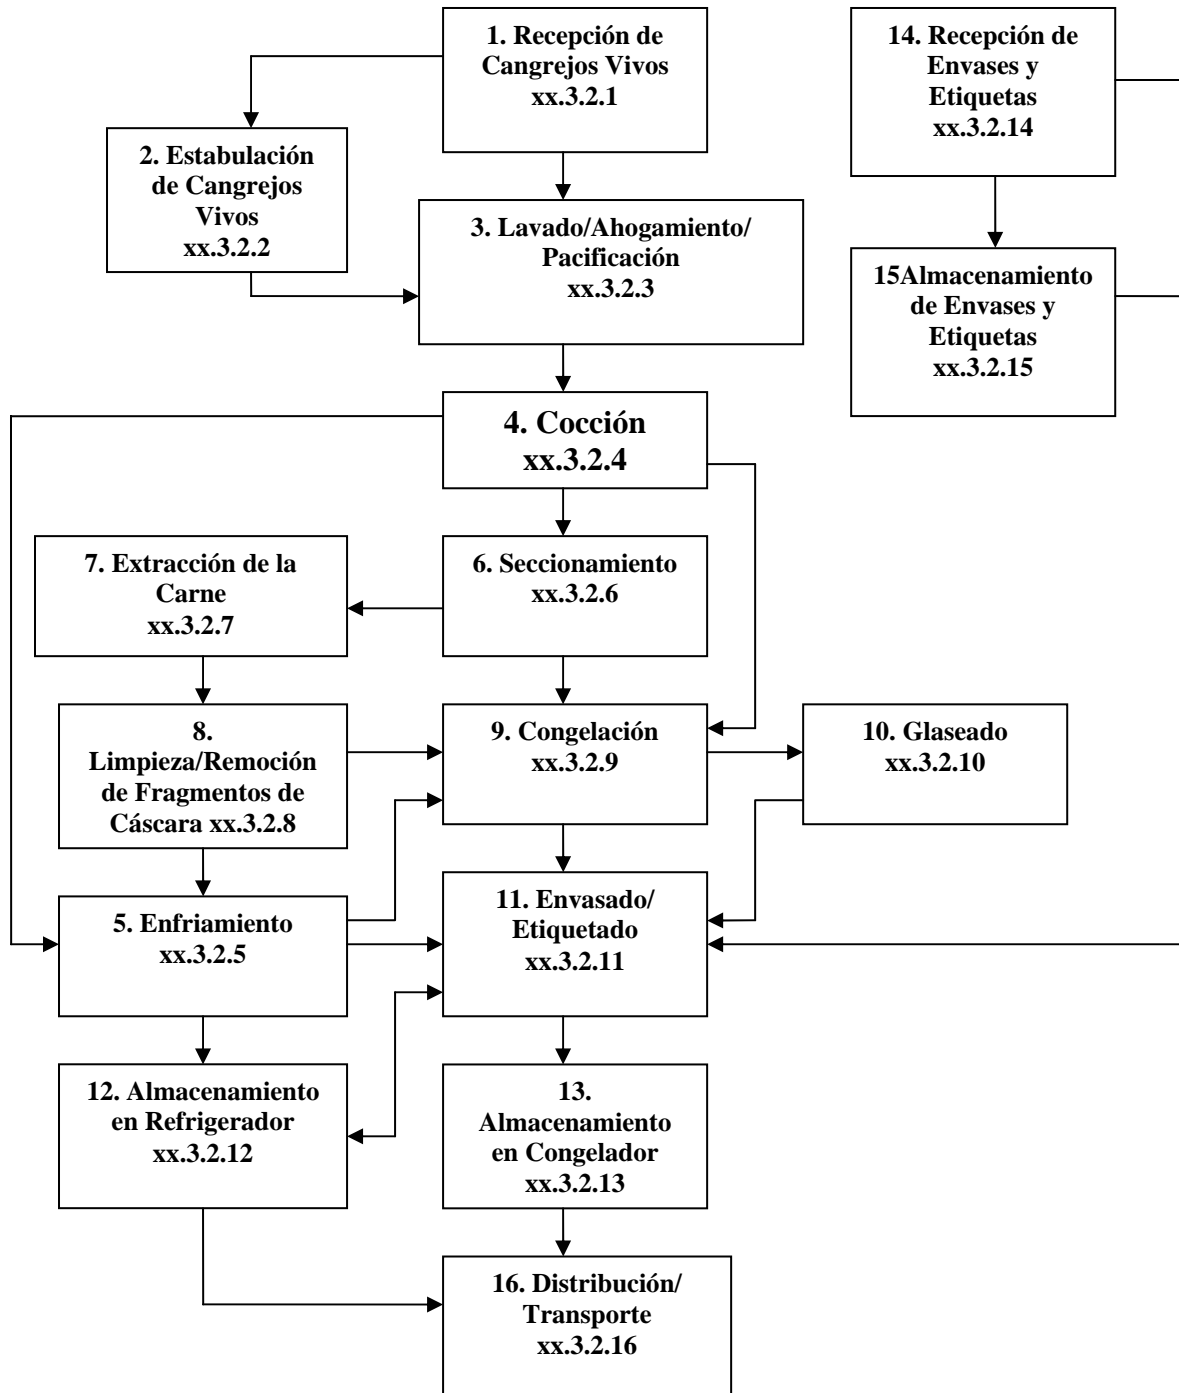 1. Recepción de
Cangrejos Vivos
xx.3.2.1
14. Recepción de
Envases y
Etiquetas
xx.3.2.14
2. Estabulación
de Cangrejos
Vivos
xx.3.2.2
3. Lavado/Ahogamiento/
Pacificación
xx.3.2.3
15Almacenamiento
de Envases y
Etiquetas
xx.3.2.15
4. Cocción
xx.3.2.4
7. Extracción de la
Carne
xx.3.2.7
6. Seccionamiento
xx.3.2.6
8.
Limpieza/Remoción
de Fragmentos de
Cáscara xx.3.2.8
9. Congelación
xx.3.2.9
10. Glaseado
xx.3.2.10
5. Enfriamiento
xx.3.2.5
11. Envasado/
Etiquetado
xx.3.2.11
12. Almacenamiento
en Refrigerador
xx.3.2.12
13.
Almacenamiento
en Congelador
xx.3.2.13
16. Distribución/
Transporte
xx.3.2.16